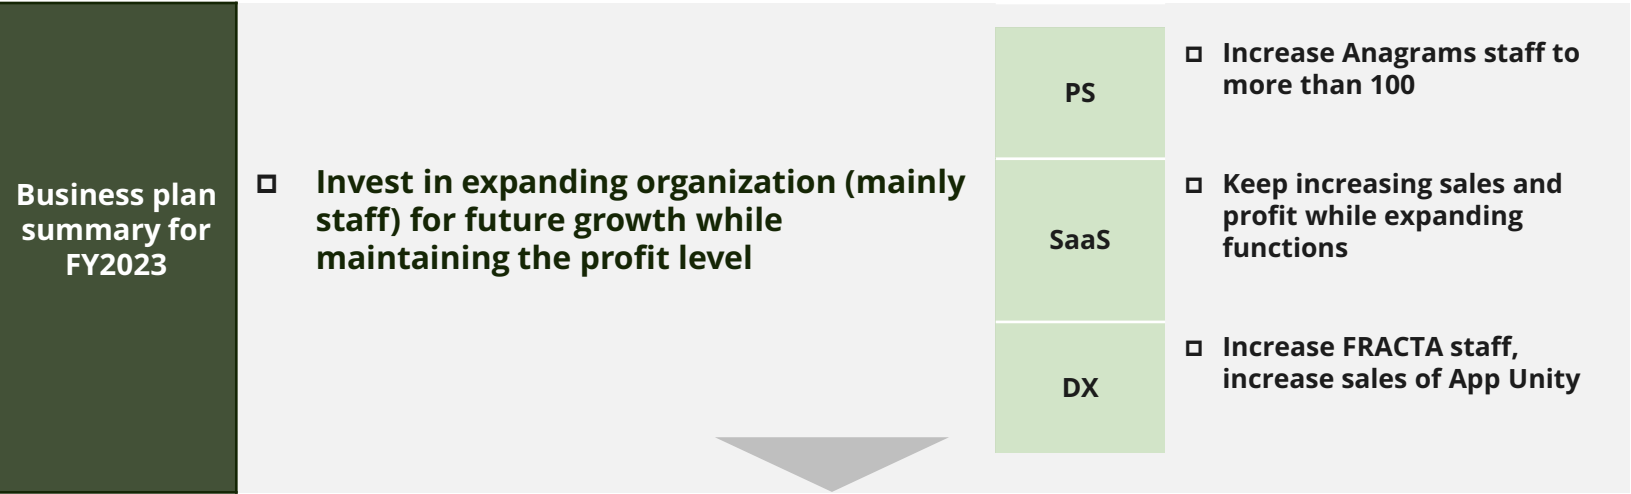 Business plan
summary for
FY2023
Invest in expanding organization (mainly
staff) for future growth while
maintaining the profit level
PS
Increase Anagrams staff to
more than 100
SaaS
Keep increasing sales and
profit while expanding
functions
DX
Increase FRACTA staff,
increase sales of App Unity